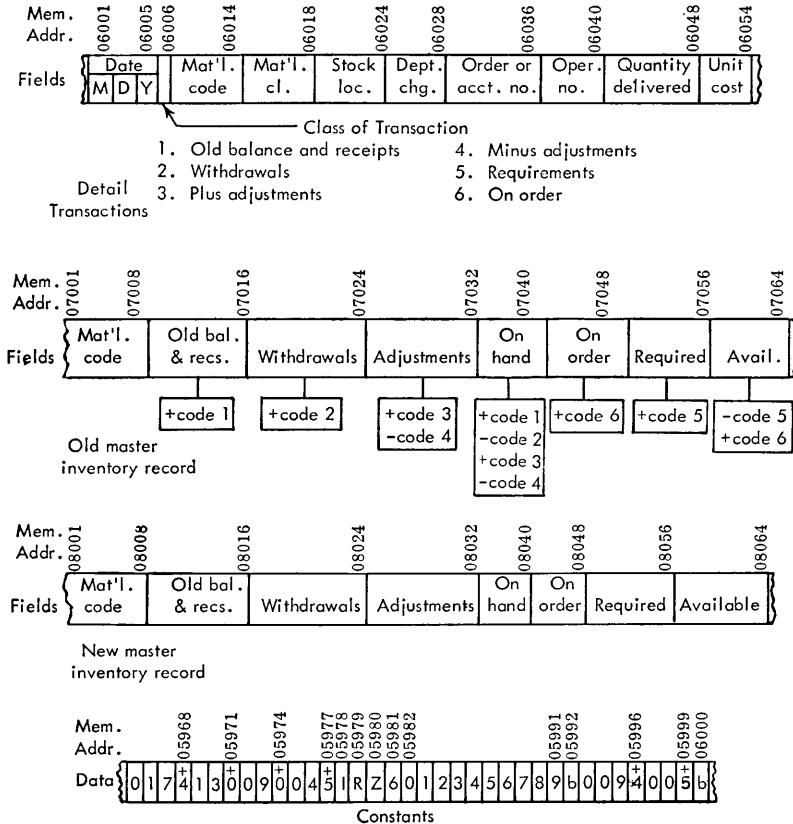 Mem.
Addr.
06001 06005 06006 06014 06018 06024 06028 06036 06040 06048 06054
Fields
Date
M D Y
Mat'l. code
Mat'l. cl.
Stock loc.
Dept. chg.
Order or acct. no.
Oper. no.
Quantity delivered
Unit cost
Class of Transaction
Detail Transactions
1. Old balance and receipts
2. Withdrawals
3. Plus adjustments
4. Minus adjustments
5. Requirements
6. On order
Mem.
Addr.
07001 07008 07016 07024 07032 07040 07048 07056 07064
Fields
Mat'l. code
Old bal. & recs.
Withdrawals
Adjustments
On hand
On order
Required
Avail.
+code 1
+code 2
+code 3
-code 4
+code 1
-code 2
+code 3
-code 4
+code 6
+code 5
-code 5
+code 6
Old master
inventory record
Mem.
Addr.
08001 08008 08016 08024 08032 08040 08048 08056 08064
Fields
Mat'l. code
Old bal. & recs.
Withdrawals
Adjustments
On hand
On order
Required
Available
New master
inventory record
Mem.
Addr.
05968 05971 05974 05977 05978 05979 05980 05981 05982 05991 05992 05996 05999 06000
Data
0 1 7 +4 1 3 +0 0 9 +0 0 4 +5 I R Z 6 0 1 2 3 4 5 6 7 8 9 b 0 0 9 +4 0 0 +5 b
Constants